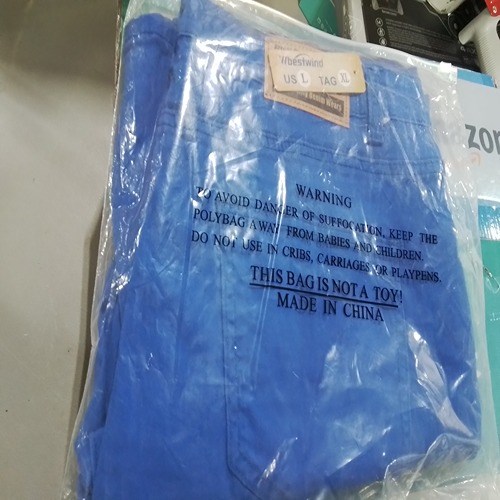 //bestwind
US L TAG XL
WARNING
TO AVOID DANGER OF SUFFOCATION, KEEP THE
POLYBAG AWAY FROM BABIES AND CHILDREN.
DO NOT USE IN CRIBS, CARRIAGES OR PLAYPENS.
THIS BAG IS NOT A TOY!
MADE IN CHINA